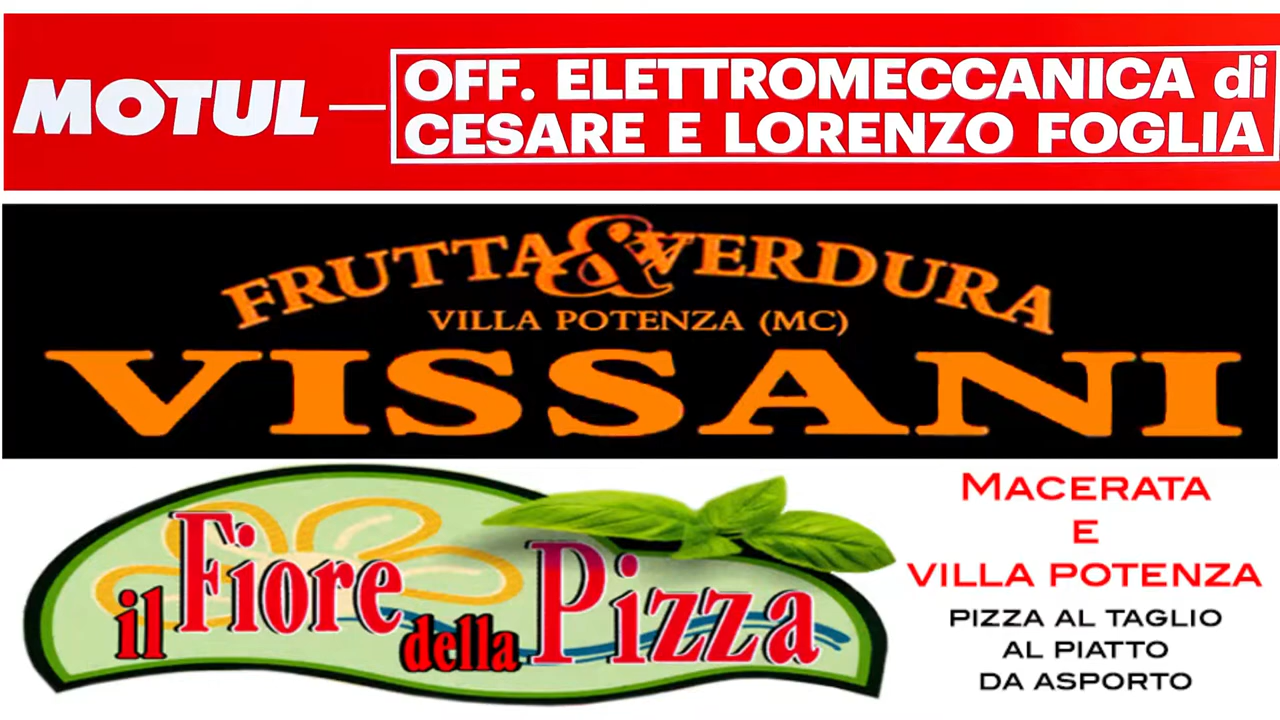 MOTUL
OFF. ELETTROMECCANICA di
CESARE E LORENZO FOGLIA
FRUTTA & VERDURA
VILLA POTENZA (MC)
VISSANI
il Fiore della Pizza
MACERATA
E
VILLA POTENZA
PIZZA AL TAGLIO
AL PIATTO
DA ASPORTO